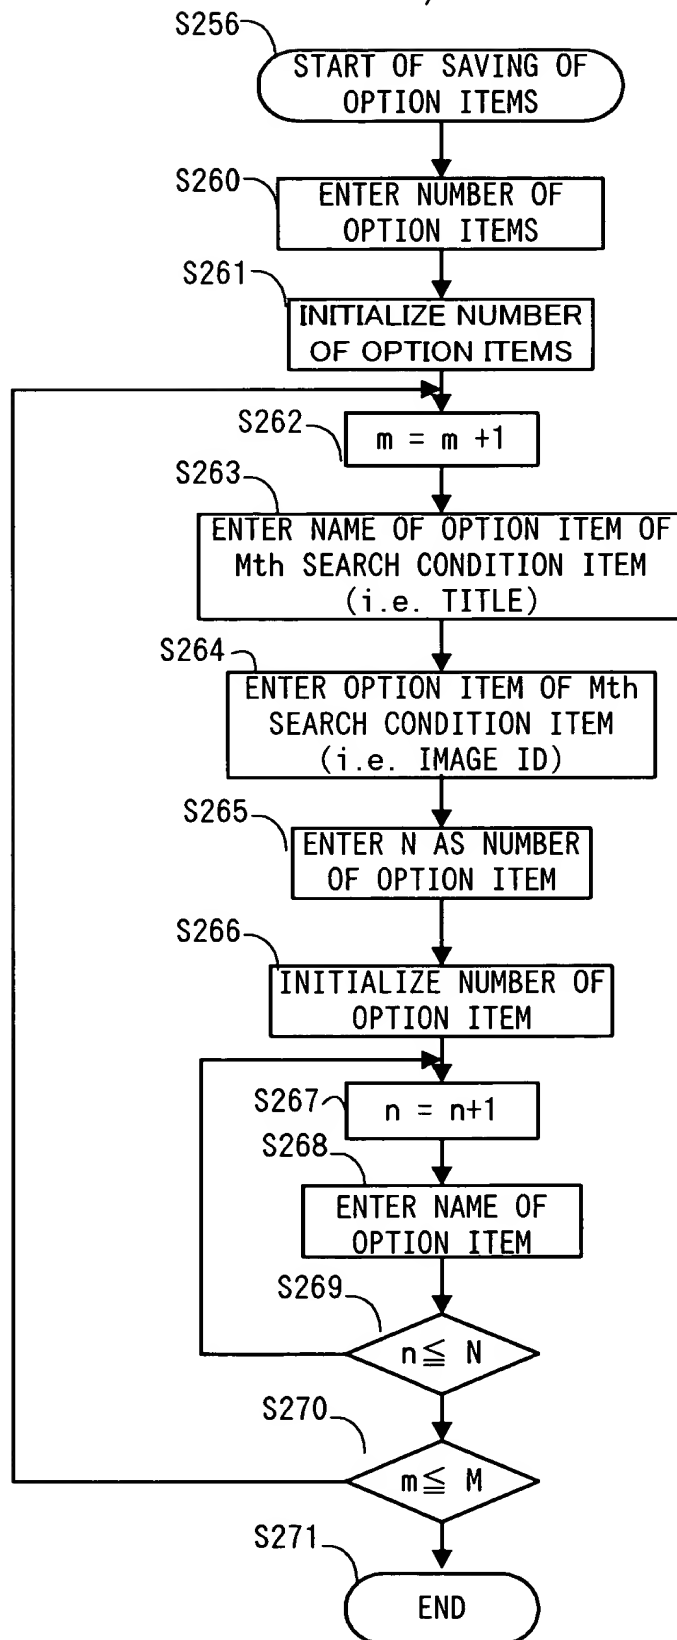 S256
START OF SAVING OF
OPTION ITEMS
S260
ENTER NUMBER OF
OPTION ITEMS
S261
INITIALIZE NUMBER
OF OPTION ITEMS
S262
m = m +1
S263
ENTER NAME OF OPTION ITEM OF
Mth SEARCH CONDITION ITEM
(i.e. TITLE)
S264
ENTER OPTION ITEM OF Mth
SEARCH CONDITION ITEM
(i.e. IMAGE ID)
S265
ENTER N AS NUMBER
OF OPTION ITEM
S266
INITIALIZE NUMBER OF
OPTION ITEM
S267
n = n+1
S268
ENTER NAME OF
OPTION ITEM
S269
n≦ N
S270
m≦ M
S271
END